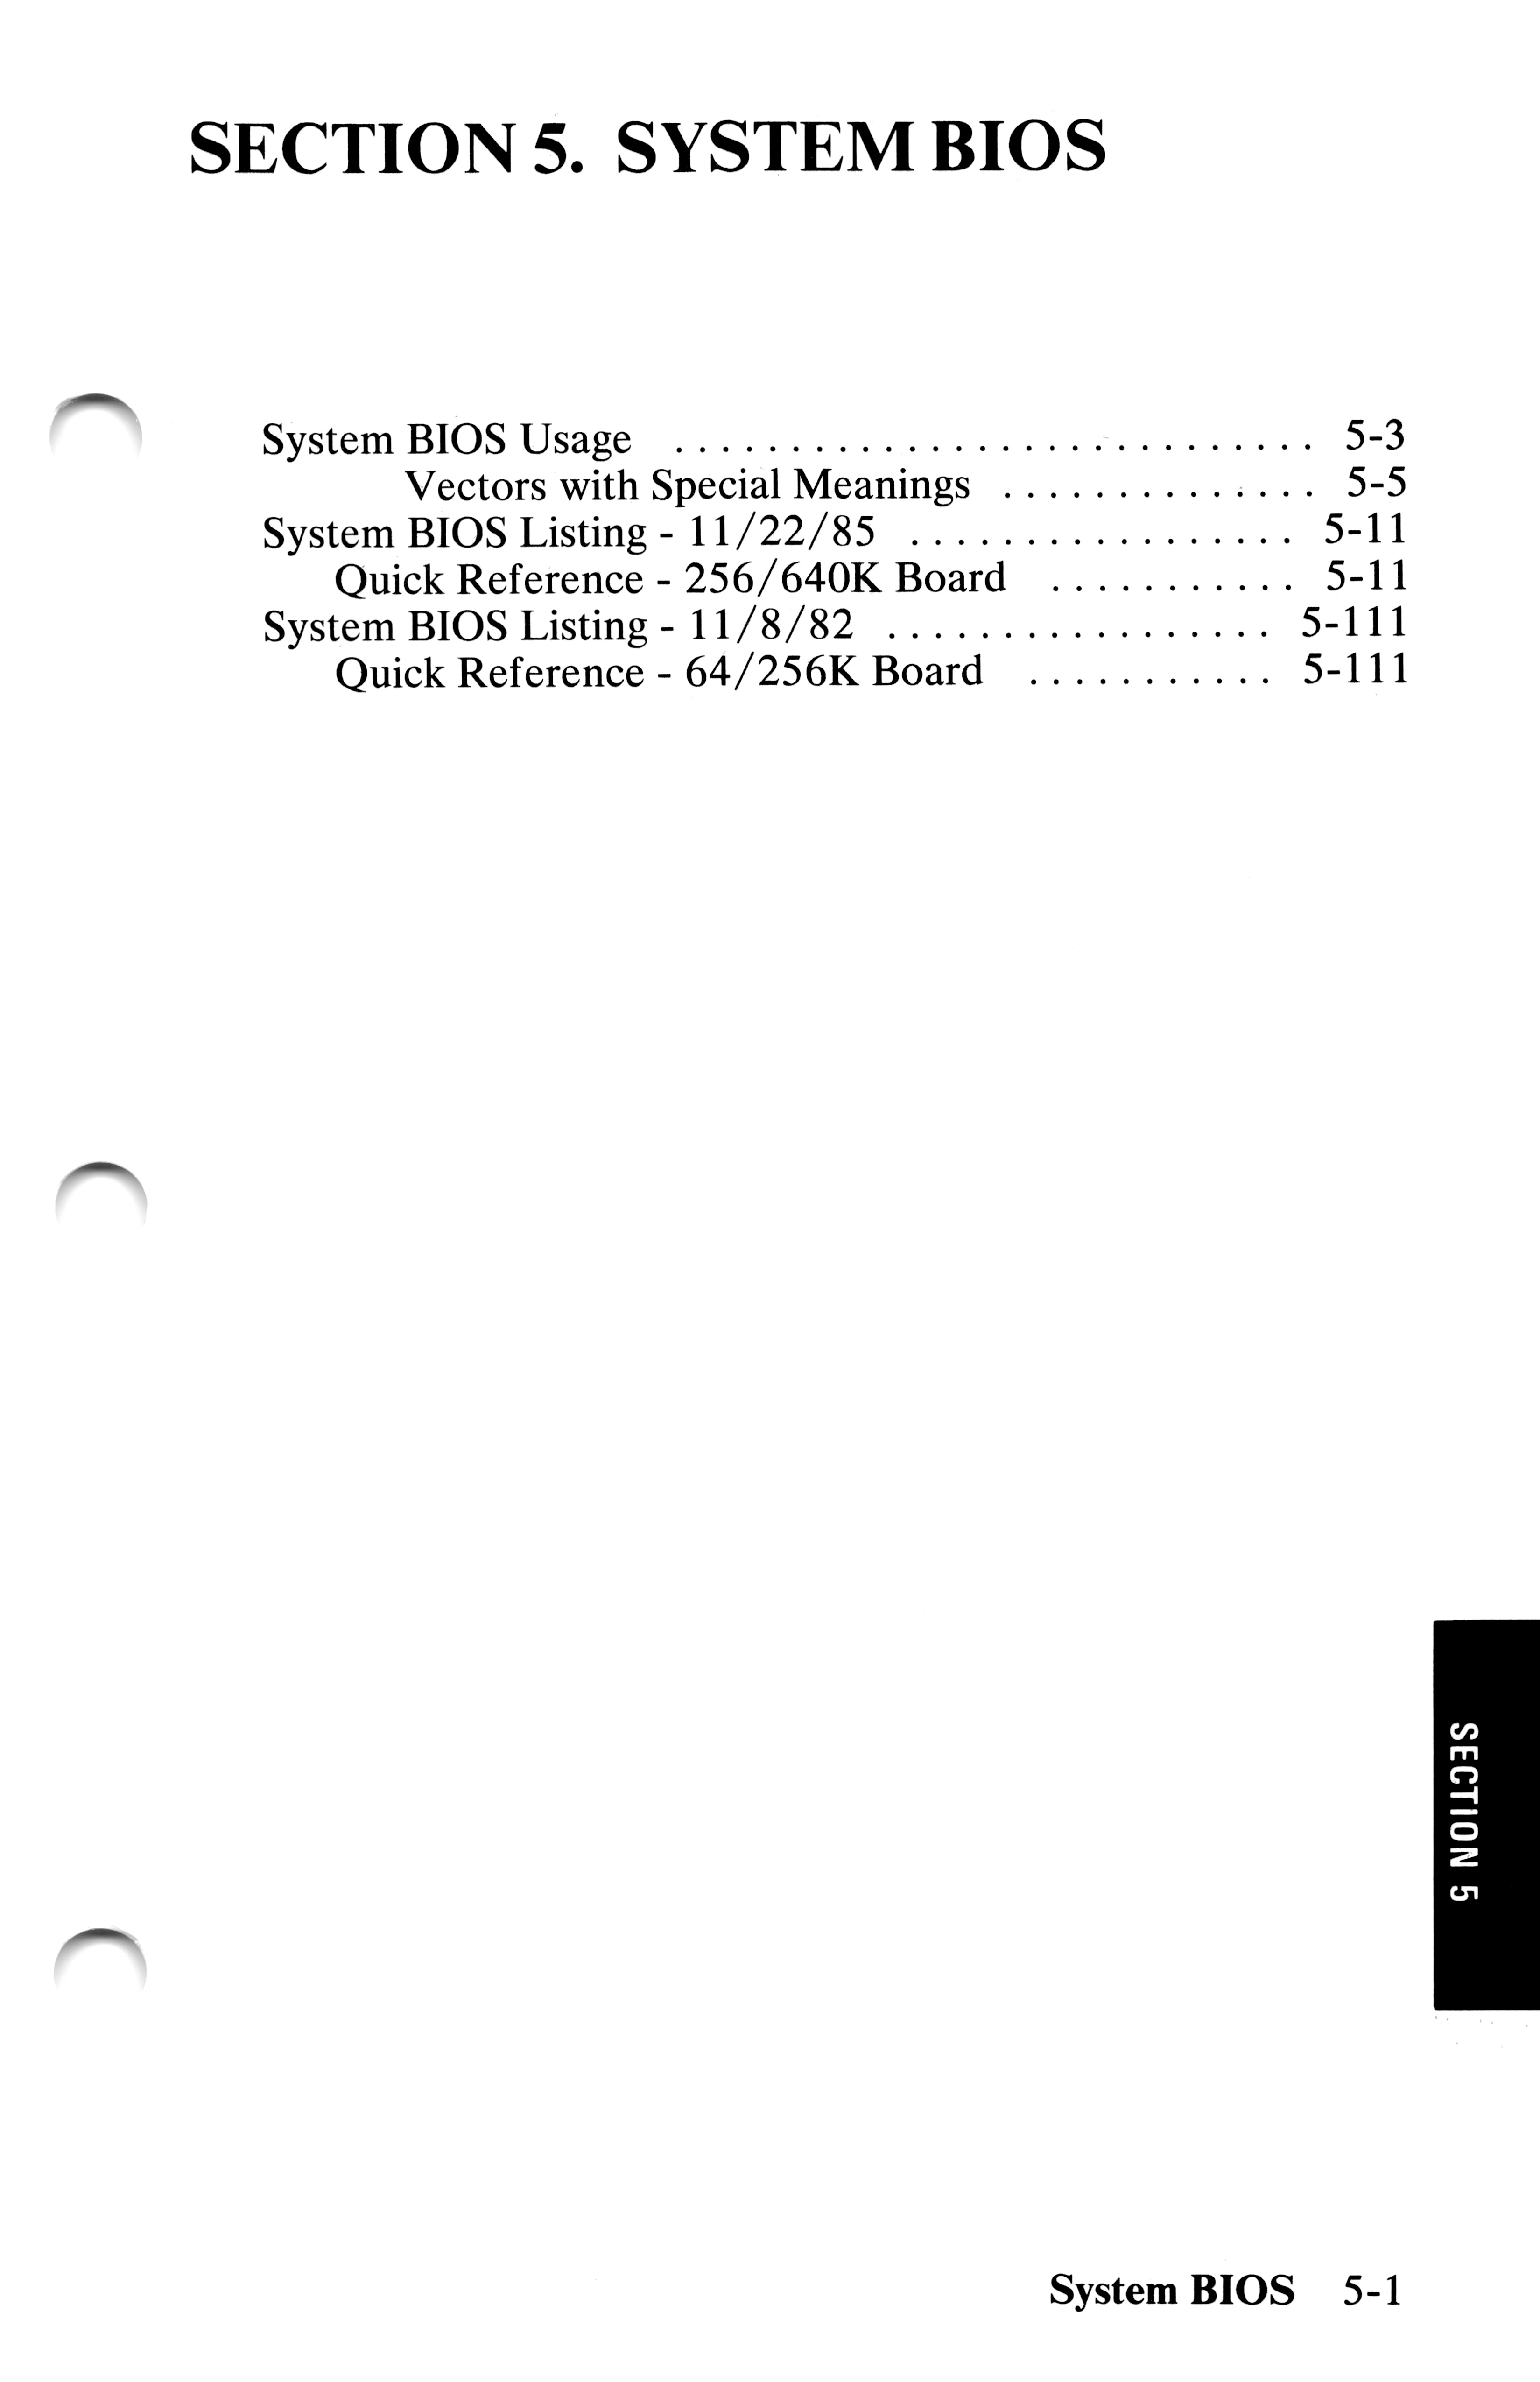 SECTION 5. SYSTEM BIOS
System BIOS Usage . . . . . . . . . . . . . . . . . . . . . . . . . . . . 5-3
Vectors with Special Meanings . . . . . . . . . . . . . . 5-5
System BIOS Listing - 11/22/85 . . . . . . . . . . . . . . . . . 5-11
Quick Reference - 256/640K Board . . . . . . . . . . . 5-11
System BIOS Listing - 11/8/82 . . . . . . . . . . . . . . . . . 5-111
Quick Reference - 64/256K Board . . . . . . . . . . . 5-111
SECTION 5
System BIOS 5-1